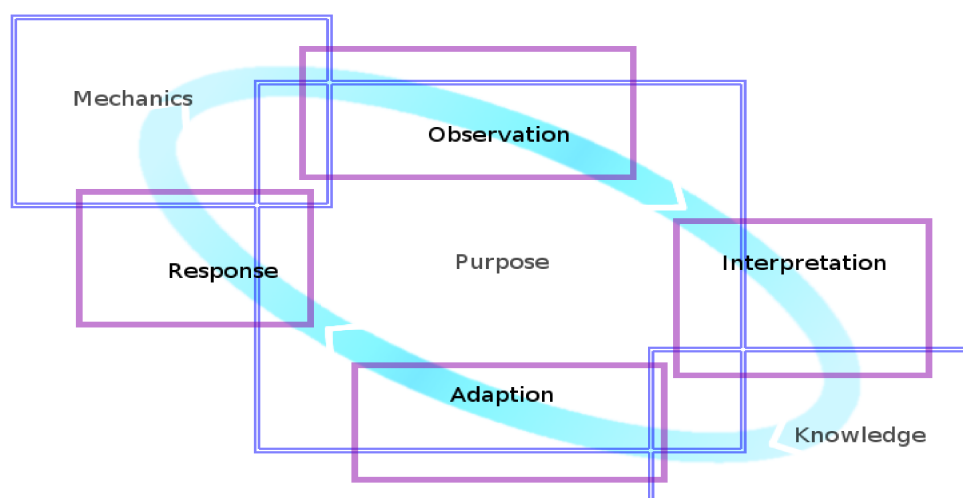 Mechanics
Observation
Purpose
Interpretation
Response
Adaption
Knowledge